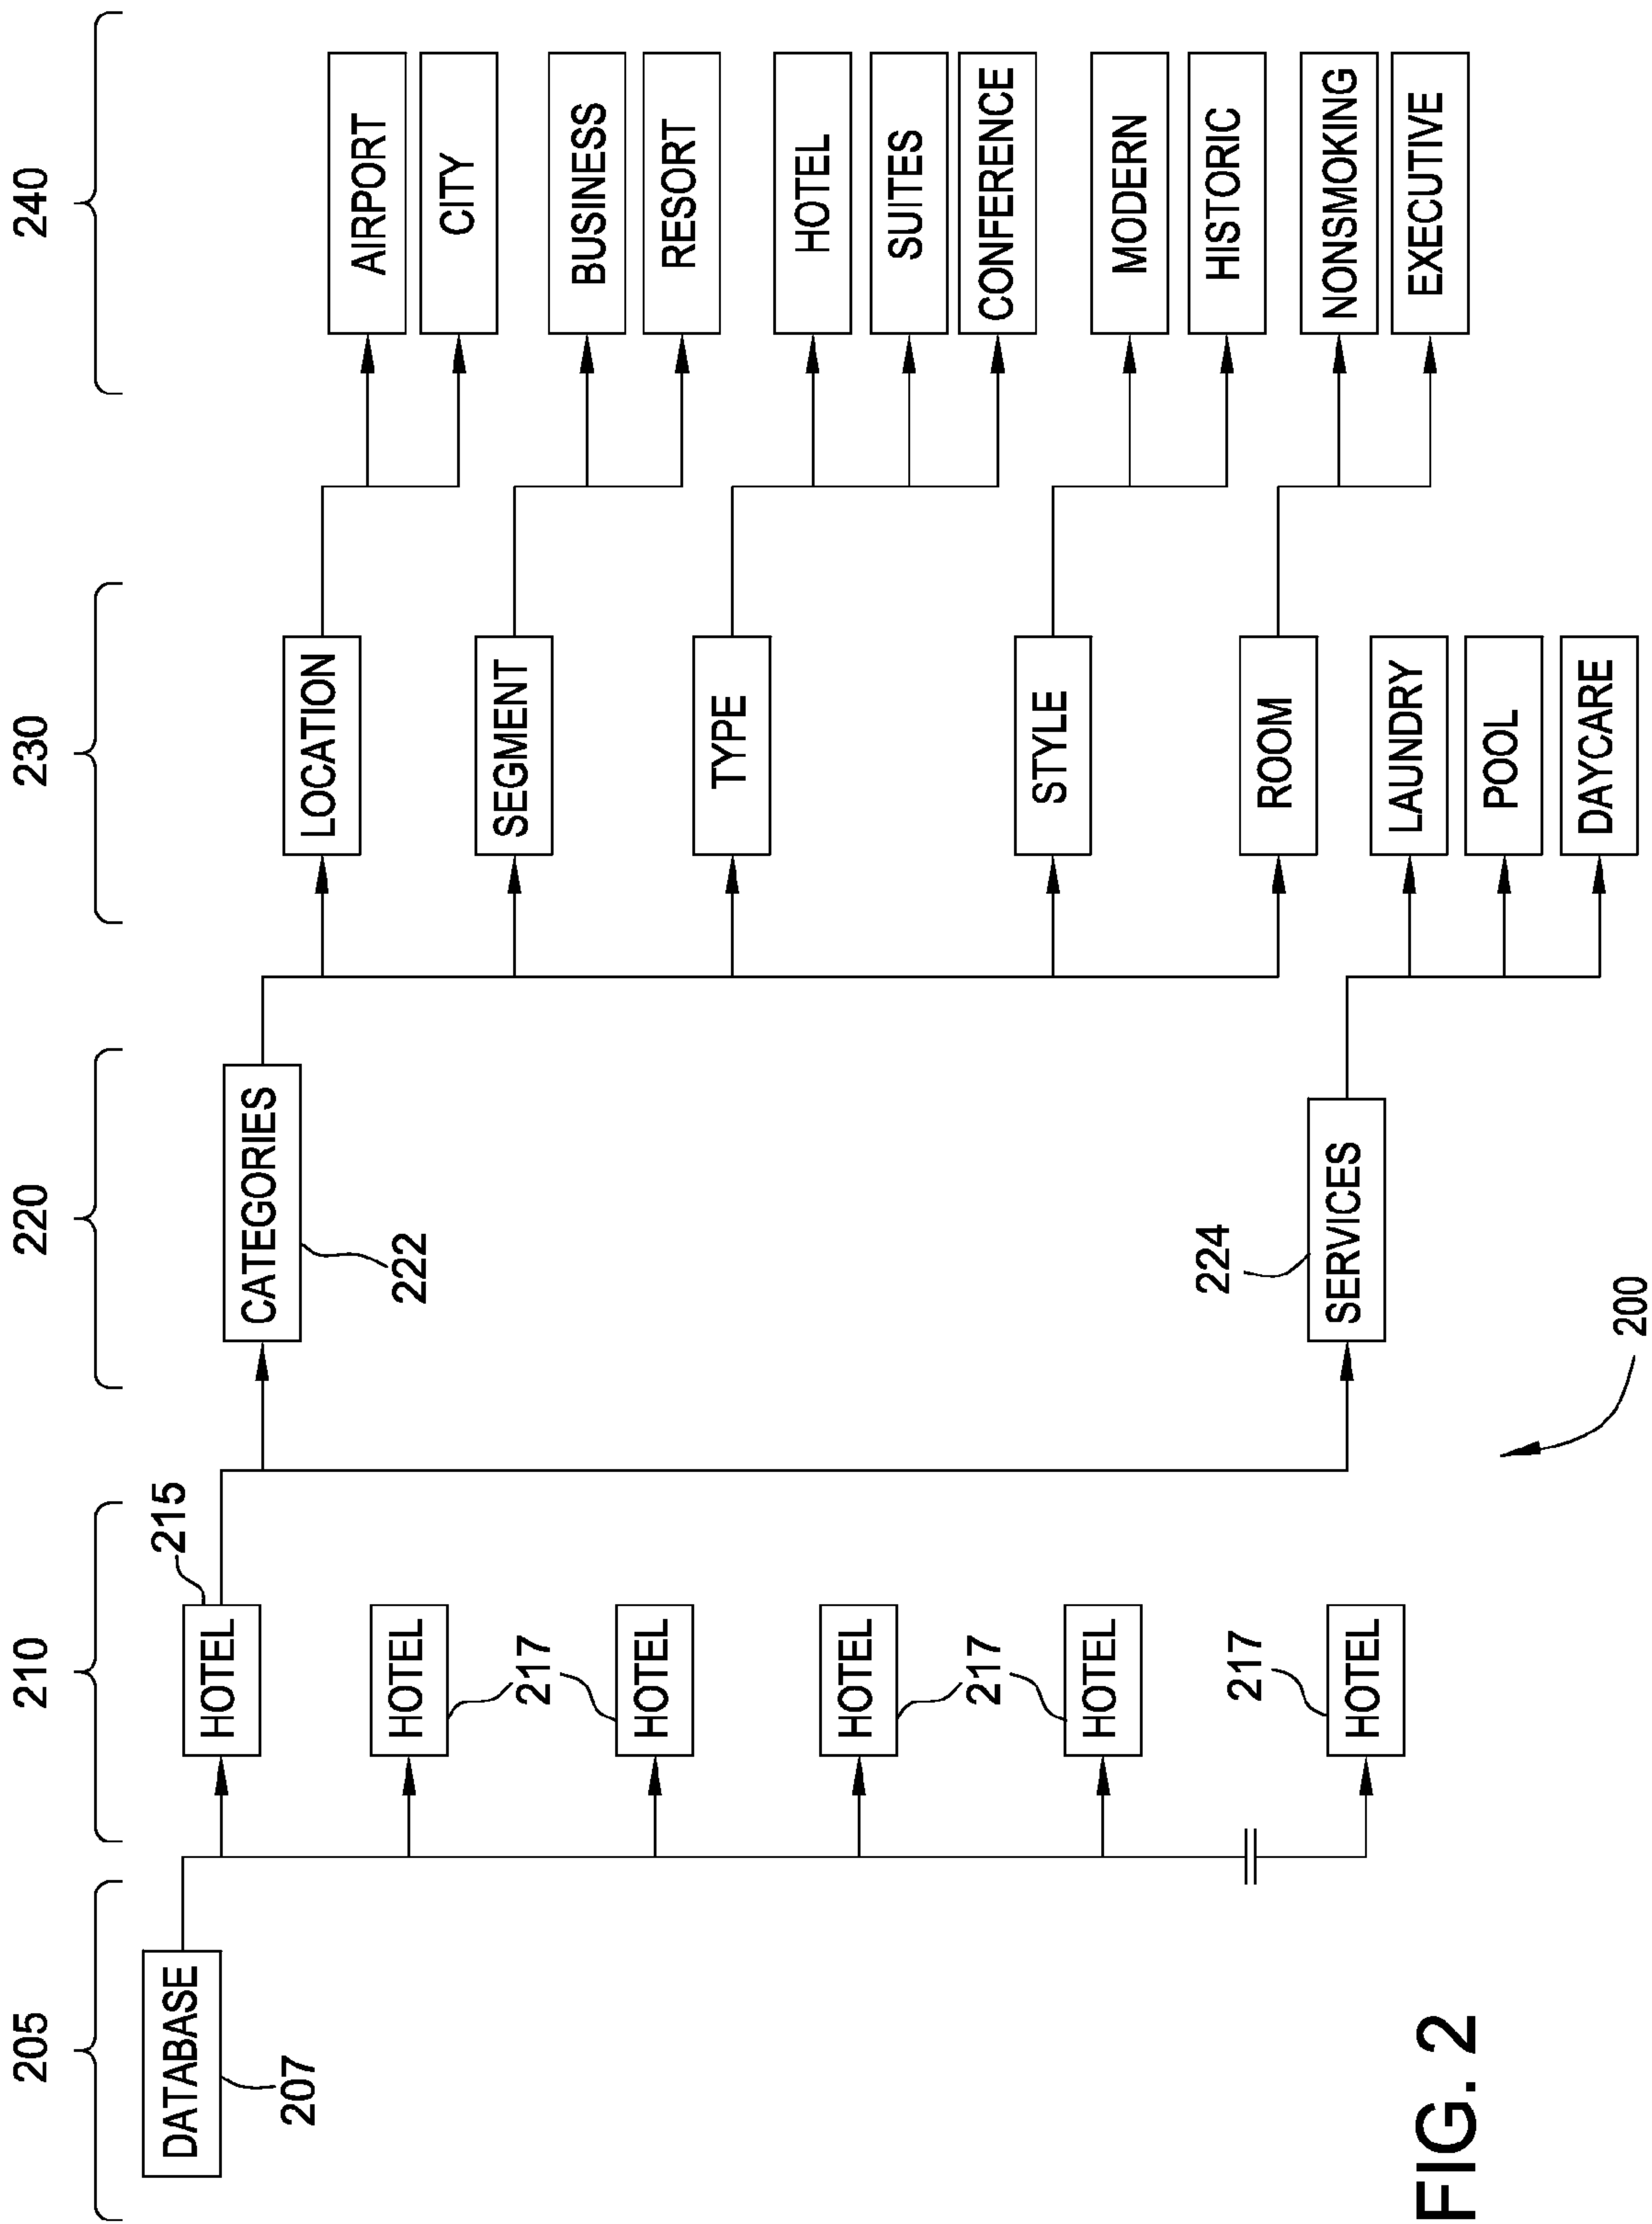 205
210
220
230
240
DATABASE
207
HOTEL
215
HOTEL
217
HOTEL
HOTEL
217
HOTEL
217
HOTEL
CATEGORIES
222
224
SERVICES
LOCATION
SEGMENT
TYPE
STYLE
ROOM
LAUNDRY
POOL
DAYCARE
AIRPORT
CITY
BUSINESS
RESORT
HOTEL
SUITES
CONFERENCE
MODERN
HISTORIC
NONSMOKING
EXECUTIVE
200
FIG. 2